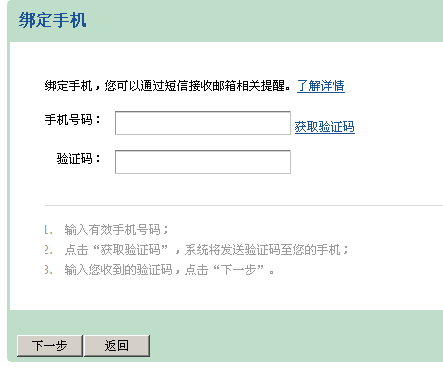 绑定手机
绑定手机，您可以通过短信接收邮箱相关提醒。了解详情
手机号码： 获取验证码
验证码：
1. 输入有效手机号码；
2. 点击“获取验证码”，系统将发送验证码至您的手机；
3. 输入您收到的验证码，点击“下一步”。
下一步 返回